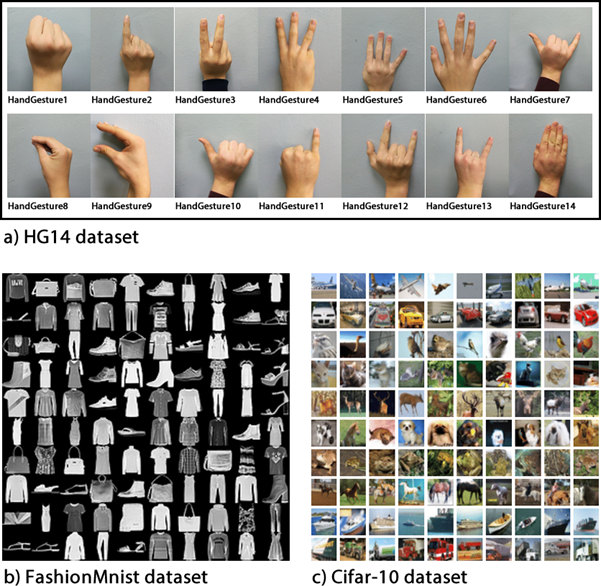 HandGesture1 HandGesture2 HandGesture3 HandGesture4 HandGesture5 HandGesture6 HandGesture7
HandGesture8 HandGesture9 HandGesture10 HandGesture11 HandGesture12 HandGesture13 HandGesture14
a) HG14 dataset
b) FashionMnist dataset
c) Cifar-10 dataset